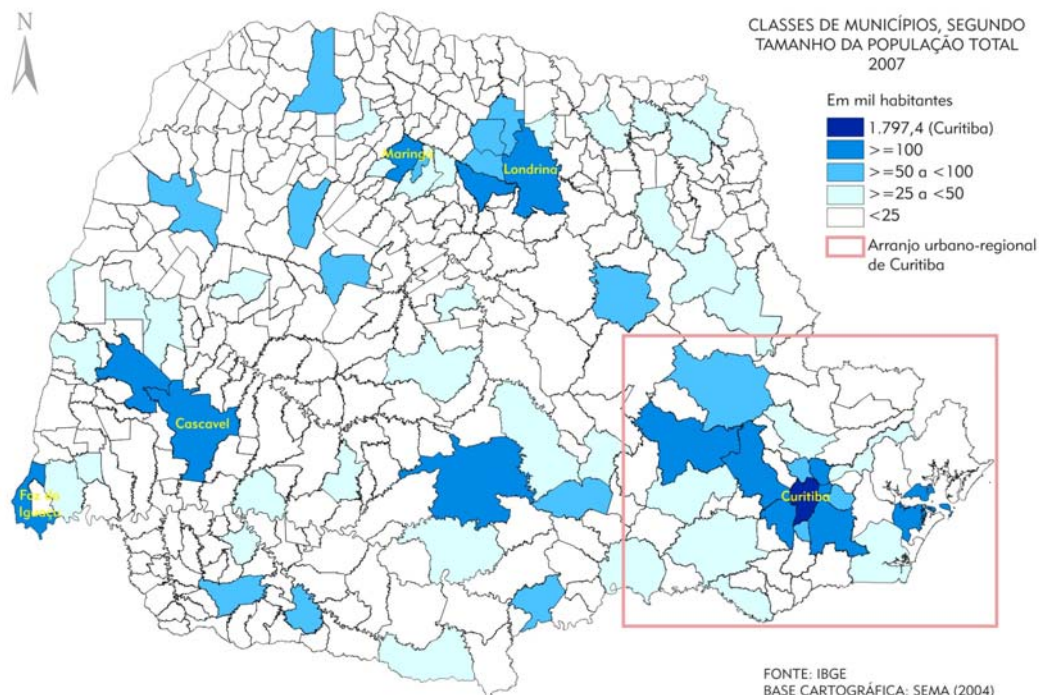 N
CLASSES DE MUNICÍPIOS, SEGUNDO
TAMANHO DA POPULAÇÃO TOTAL
2007
Em mil habitantes
1.797,4 (Curitiba)
>=100
>=50 a <100
>=25 a <50
<25
Arranjo urbano-regional
de Curitiba
Maringá
Londrina
Cascavel
Foz do
Iguaçu
Curitiba
FONTE: IBGE
BASE CARTOGRÁFICA: SEMA (2004)